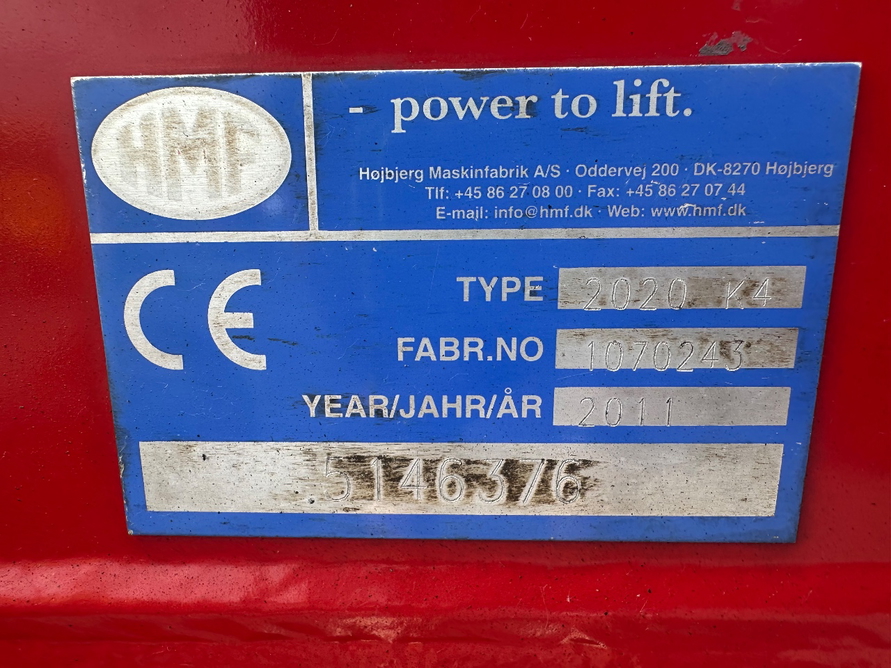 HMF
- power to lift.
Højbjerg Maskinfabrik A/S · Oddervej 200 · DK-8270 Højbjerg
Tlf: +45 86 27 08 00 · Fax: +45 86 27 07 44
E-mail: info@hmf.dk · Web: www.hmf.dk
CE
TYPE 2020 K4
FABR.NO 1070243
YEAR/JAHR/ÅR 2011
514637/6